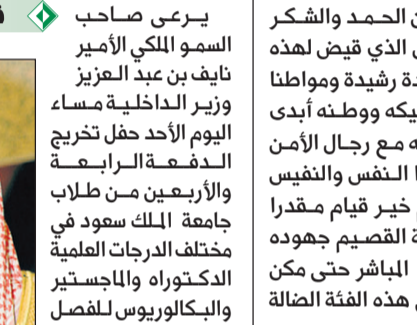 يرعى صاحب
السمو الملكي الأمير
نايف بن عبد العزيز
وزير الداخلية مساء
اليوم الأحد حفل تخريج
الدفعة الرابعة
والأربعين من طلاب
جامعة الملك سعود في
مختلف الدرجات العلمية
الدكتوراه والماجستير
والبكالوريوس للفصل
الحمد والشكر
الذي قيض لهذه
رشيدة ومواطنا
ووطنه أبدى
مع رجال الأمن
النفس والنفيس
خير قيام مقدرا
القصيم جهوده
المباشر حتى مكن
هذه الفئة الضالة